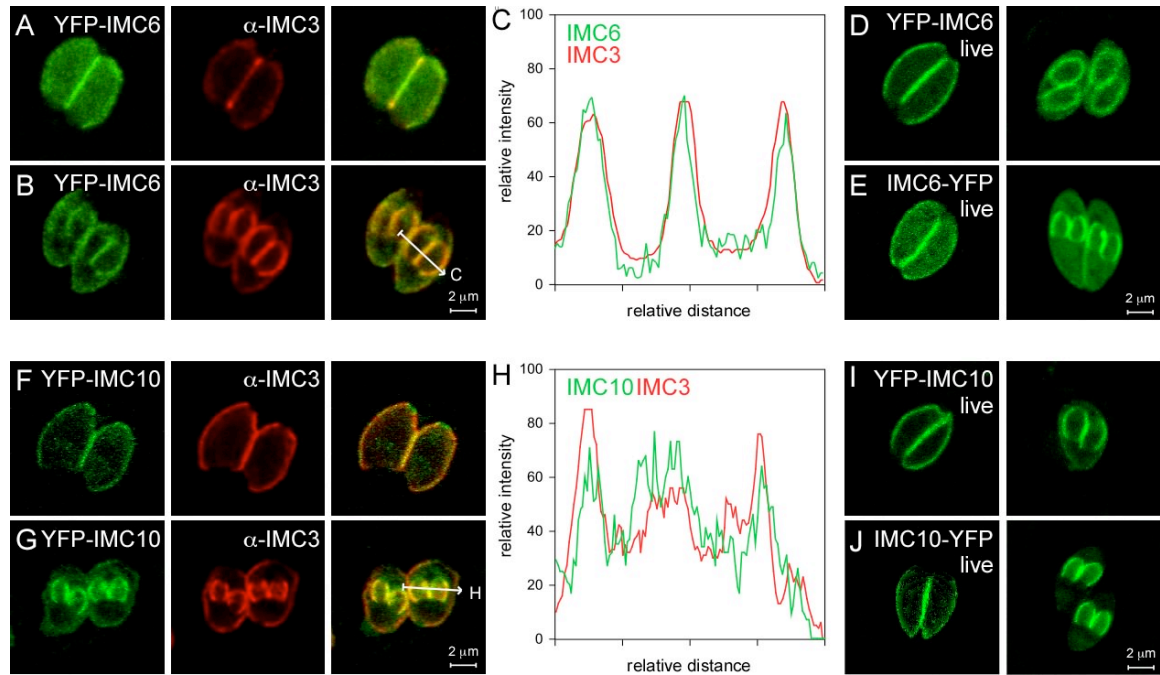 A YFP-IMC6 α-IMC3
B YFP-IMC6 α-IMC3
C
2 μm
C
IMC6
IMC3
100
80
60
40
20
0
relative intensity
relative distance
D YFP-IMC6
live
E IMC6-YFP
live
2 μm
F YFP-IMC10 α-IMC3
G YFP-IMC10 α-IMC3
H
2 μm
H
IMC10 IMC3
100
80
60
40
20
0
relative intensity
relative distance
I YFP-IMC10
live
J IMC10-YFP
live
2 μm